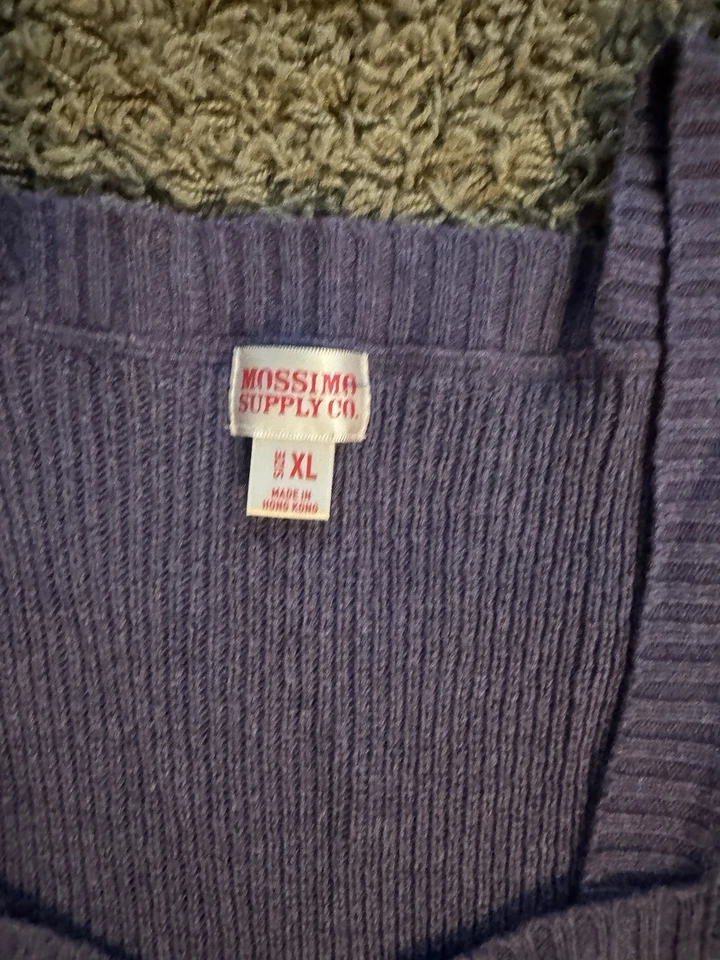 MOSSIMO
SUPPLY CO.
SIZE XL
MADE IN
HONG KONG